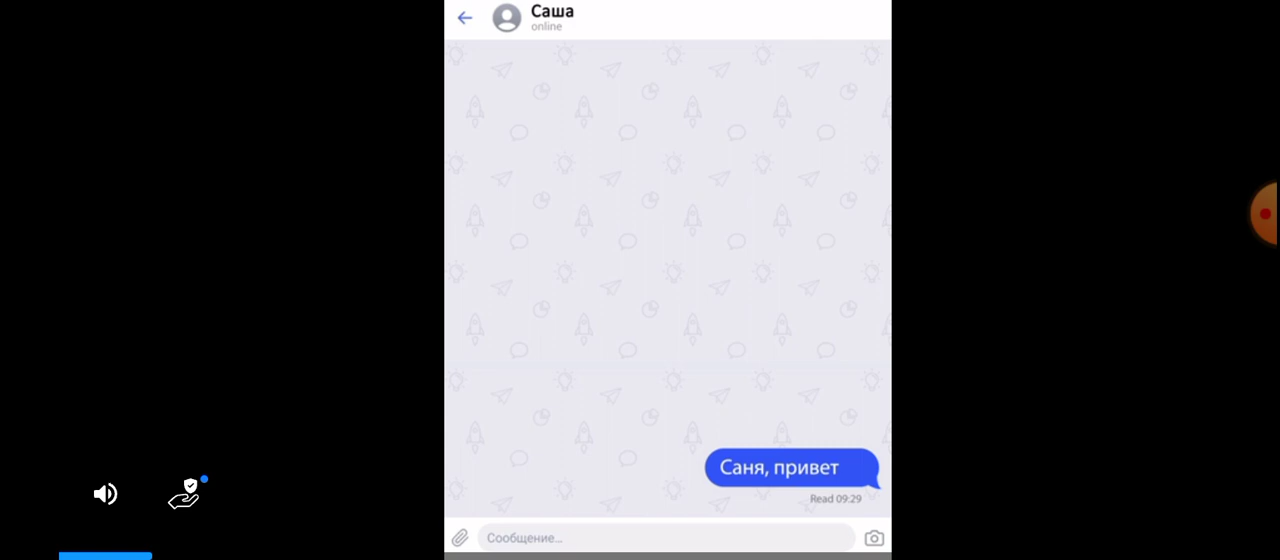 Саша
online
Саня, привет
Read 09:29
Сообщение...